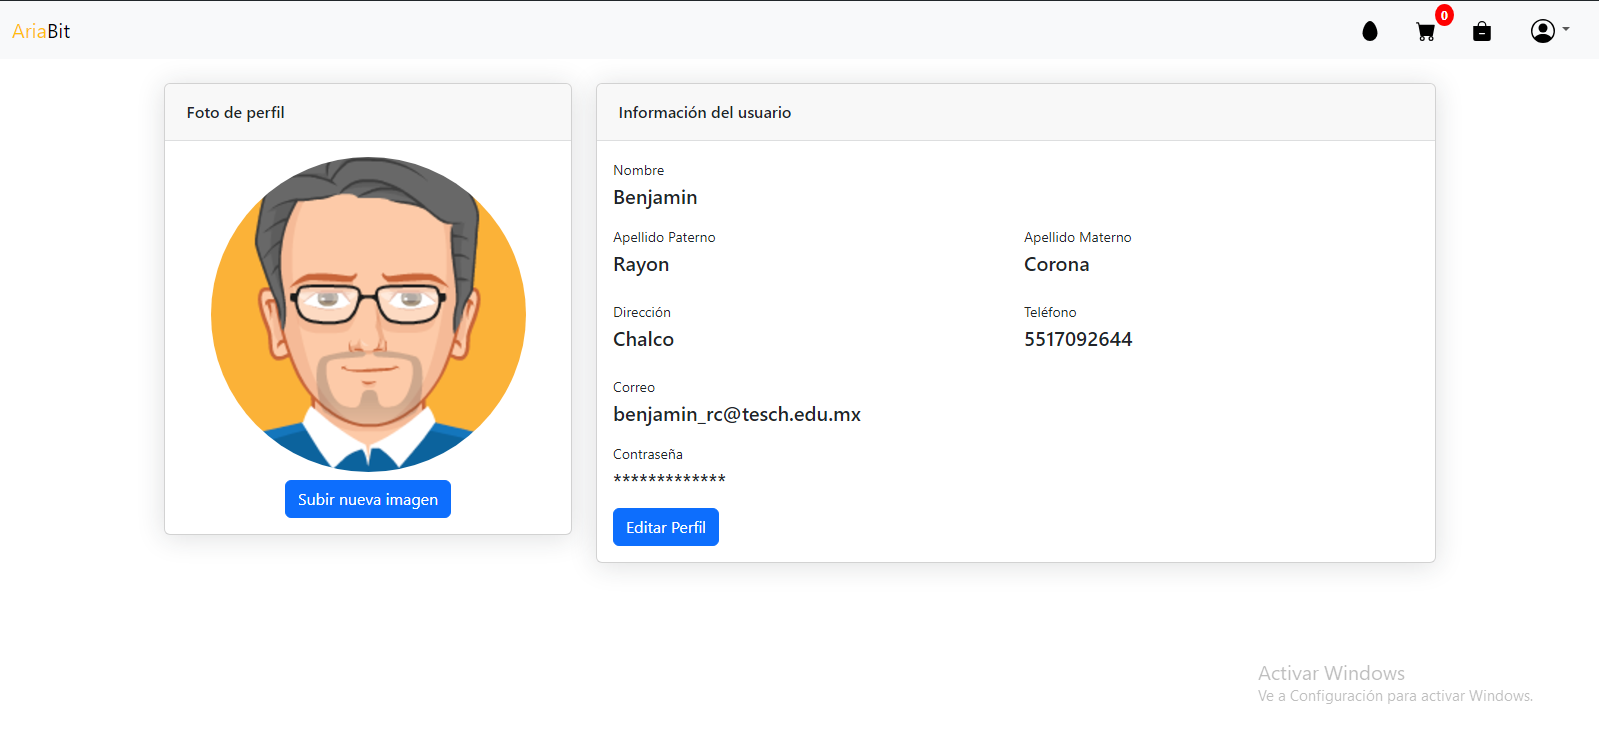 AriaBit
0
Foto de perfil
Subir nueva imagen
Información del usuario
Nombre
Benjamin
Apellido Paterno
Apellido Materno
Rayon
Corona
Dirección
Teléfono
Chalco
5517092644
Correo
benjamin_rc@tesch.edu.mx
Contraseña
*************
Editar Perfil
Activar Windows
Ve a Configuración para activar Windows.